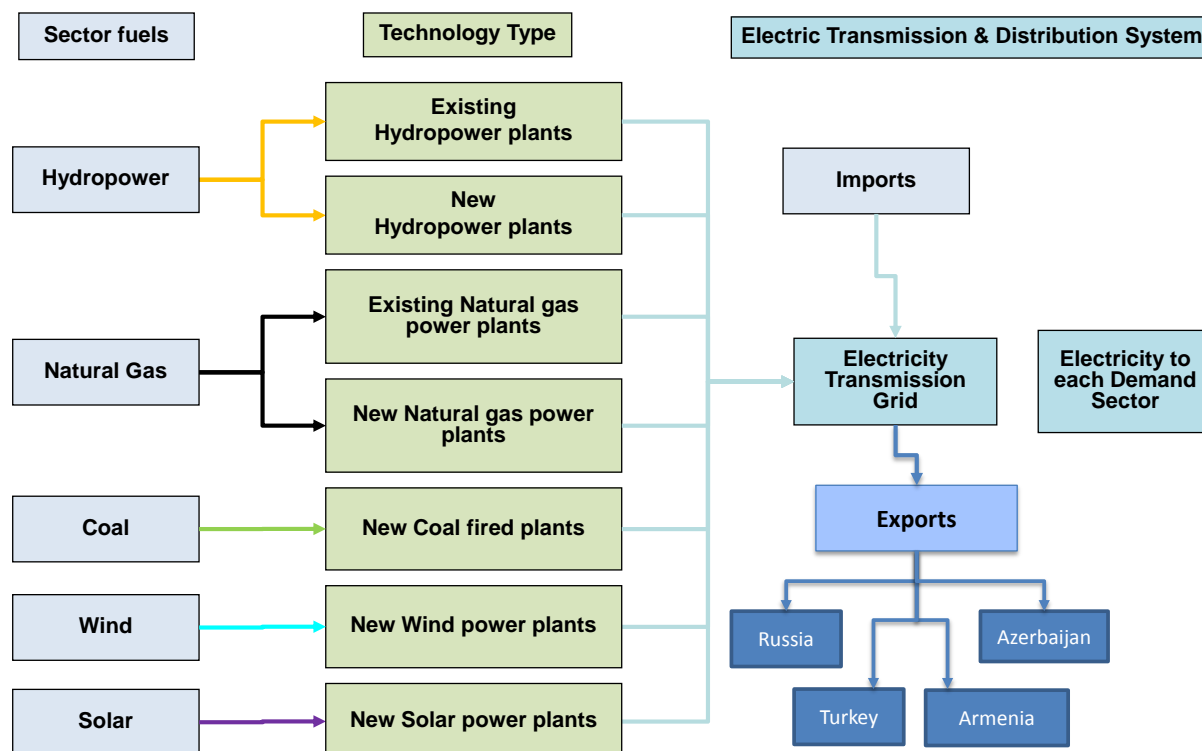 Sector fuels
Technology Type
Electric Transmission & Distribution System
Existing
Hydropower plants
Hydropower
New
Hydropower plants
Imports
Existing Natural gas
power plants
Natural Gas
New Natural gas power
plants
Electricity
Transmission
Grid
Electricity to
each Demand
Sector
Coal
New Coal fired plants
Exports
Wind
New Wind power plants
Russia
Azerbaijan
Solar
New Solar power plants
Turkey
Armenia